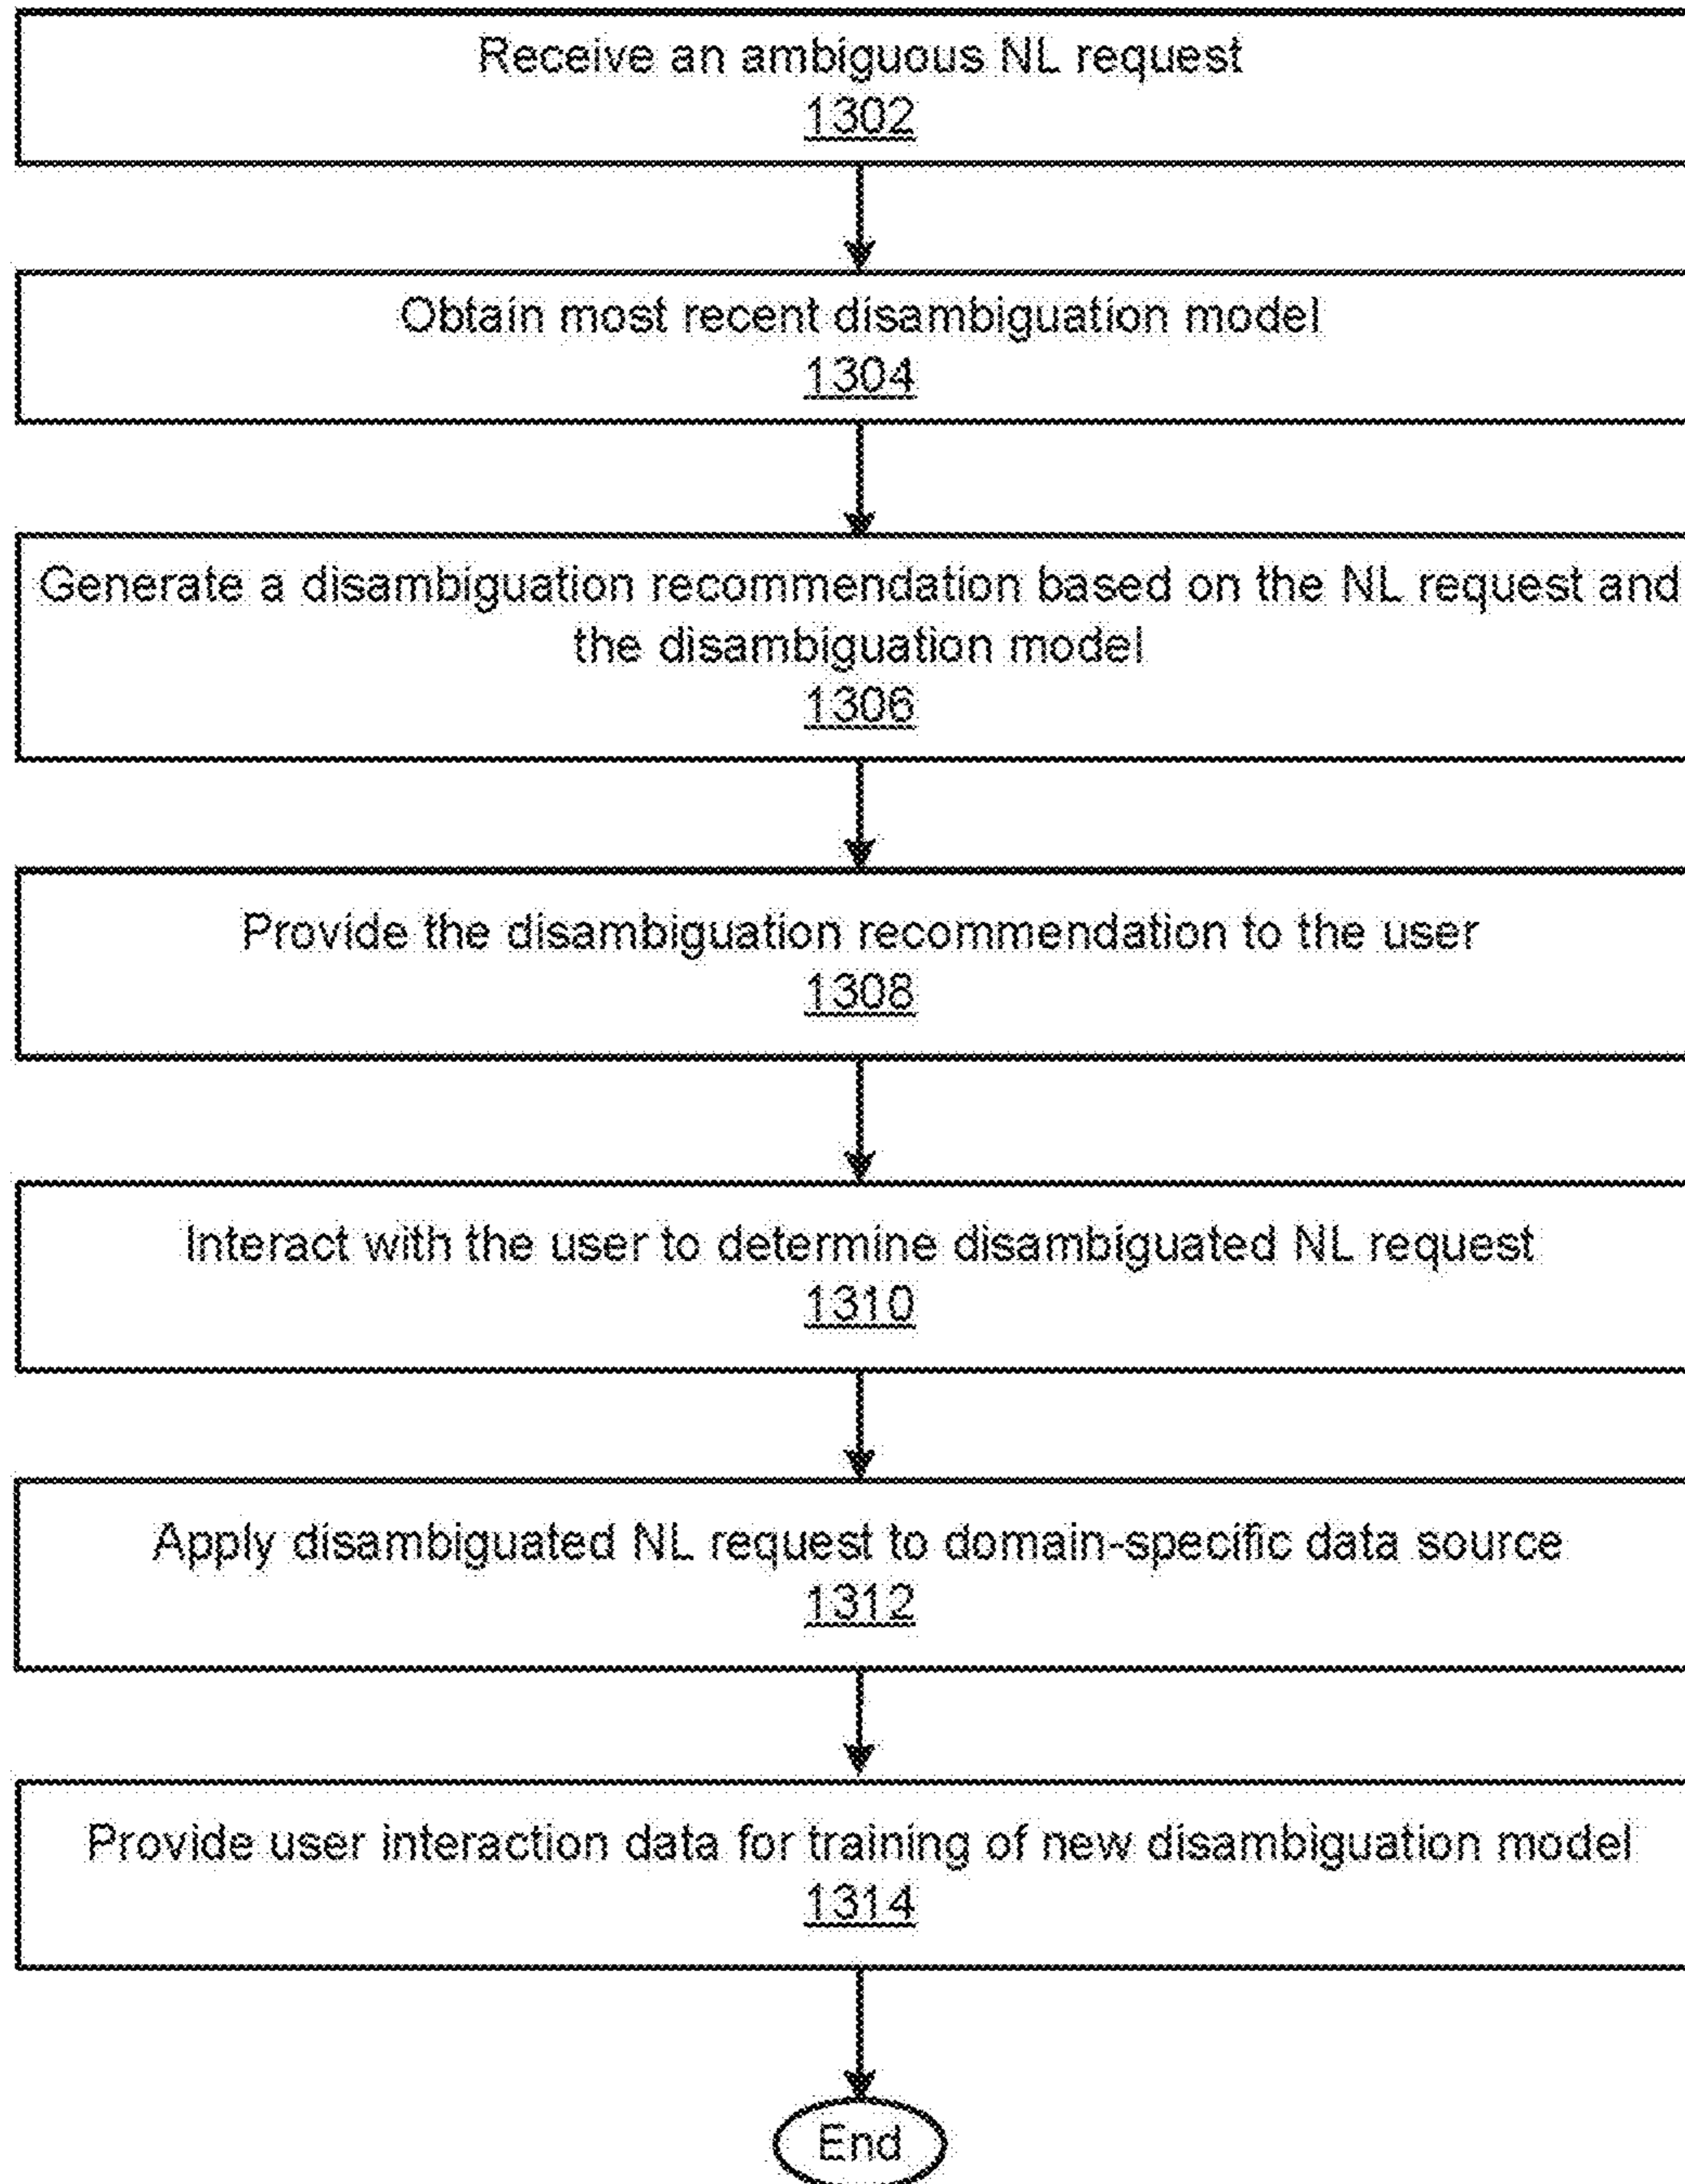 Receive an ambiguous NL request
1302
Obtain most recent disambiguation model
1304
Generate a disambiguation recommendation based on the NL request and
the disambiguation model
1306
Provide the disambiguation recommendation to the user
1308
Interact with the user to determine disambiguated NL request
1310
Apply disambiguated NL request to domain-specific data source
1312
Provide user interaction data for training of new disambiguation model
1314
End